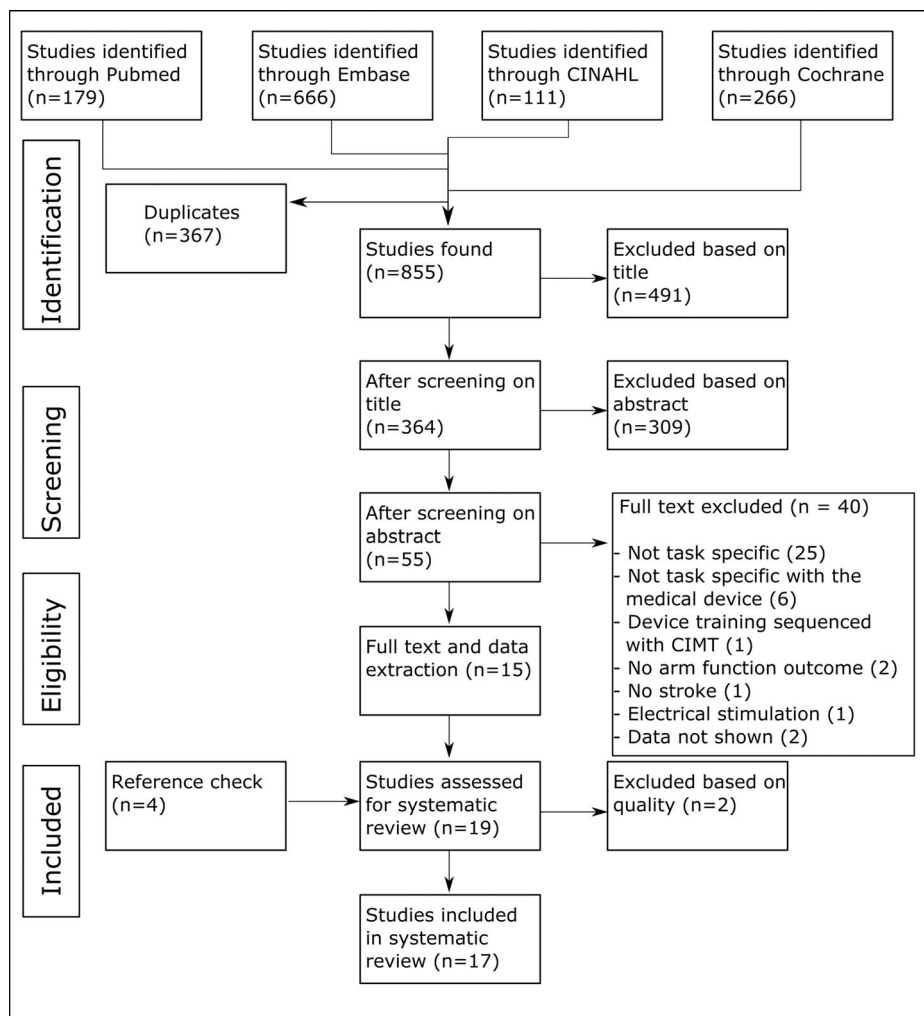 Studies identified
through Pubmed
(n=179)
Studies identified
through Embase
(n=666)
Studies identified
through CINAHL
(n=111)
Studies identified
through Cochrane
(n=266)
Identification
Duplicates
(n=367)
Studies found
(n=855)
Excluded based on
title
(n=491)
Screening
After screening on
title
(n=364)
Excluded based on
abstract
(n=309)
After screening on
abstract
(n=55)
Full text excluded (n = 40)
- Not task specific (25)
- Not task specific with the
medical device (6)
- Device training sequenced
with CIMT (1)
- No arm function outcome (2)
- No stroke (1)
- Electrical stimulation (1)
- Data not shown (2)
Eligibility
Full text and data
extraction (n=15)
Included
Reference check
(n=4)
Studies assessed
for systematic
review (n=19)
Excluded based on
quality (n=2)
Studies included
in systematic
review (n=17)